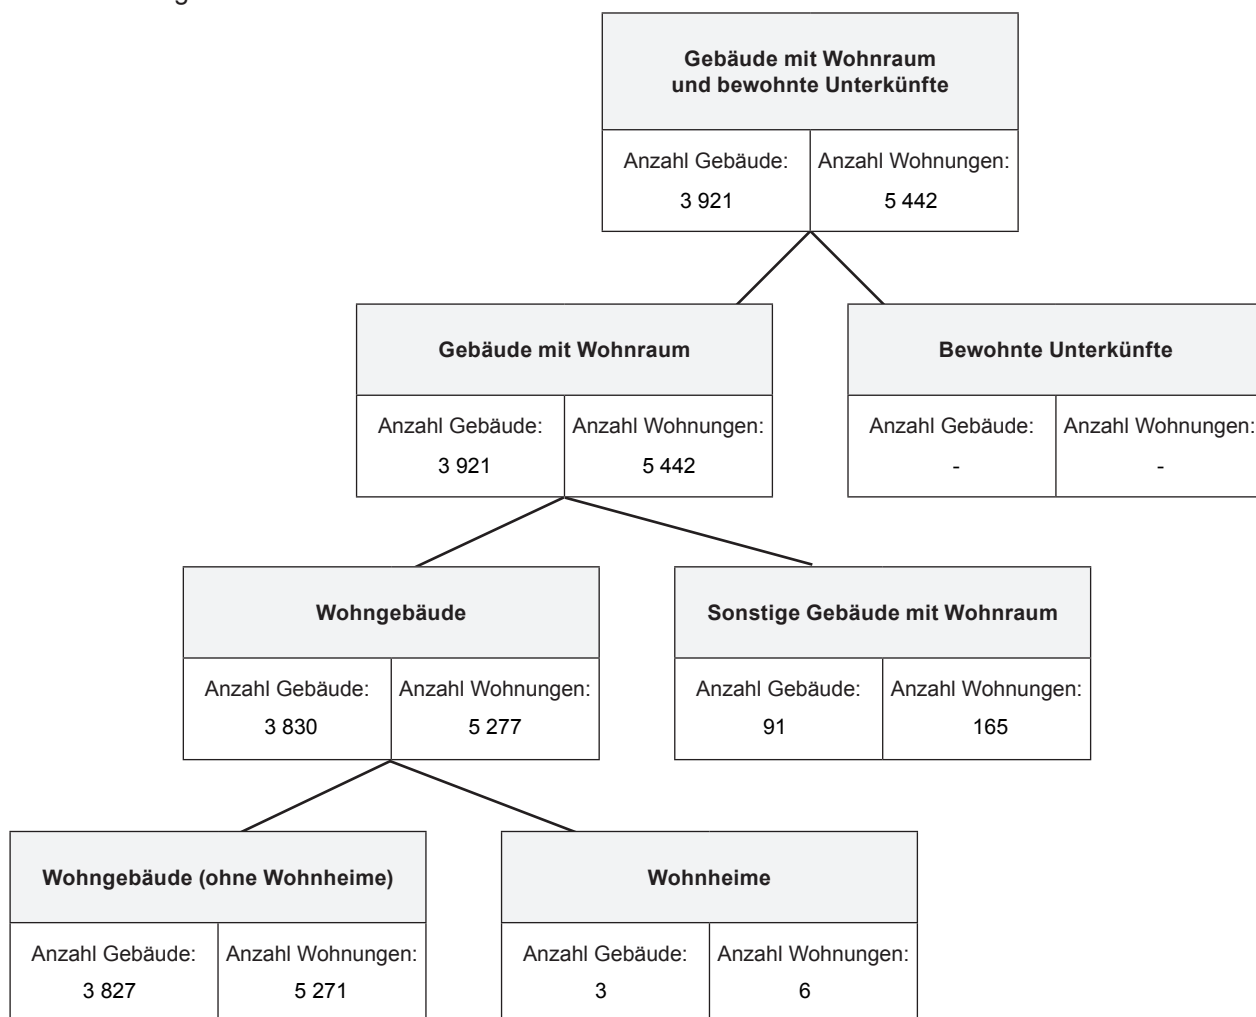 Gebäude mit Wohnraum
und bewohnte Unterkünfte
Anzahl Gebäude: Anzahl Wohnungen:
3 921 5 442
Gebäude mit Wohnraum Bewohnte Unterkünfte
Anzahl Gebäude: Anzahl Wohnungen: Anzahl Gebäude: Anzahl Wohnungen:
3 921 5 442 - -
Wohngebäude Sonstige Gebäude mit Wohnraum
Anzahl Gebäude: Anzahl Wohnungen: Anzahl Gebäude: Anzahl Wohnungen:
3 830 5 277 91 165
Wohngebäude (ohne Wohnheime) Wohnheime
Anzahl Gebäude: Anzahl Wohnungen: Anzahl Gebäude: Anzahl Wohnungen:
3 827 5 271 3 6